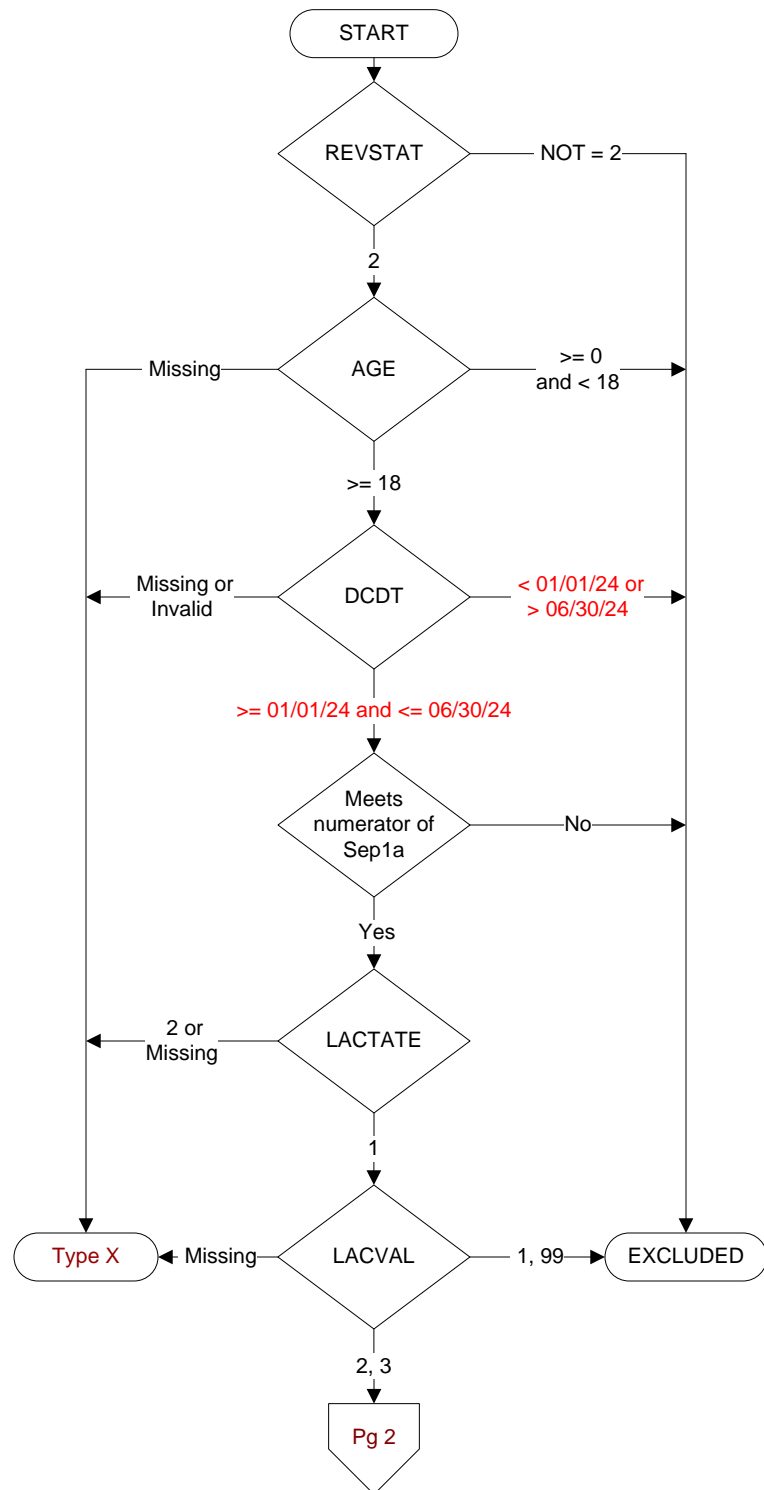 START
REVSTAT
NOT = 2
2
AGE
Missing
>= 0
and < 18
>= 18
DCDT
Missing or
Invalid
< 01/01/24 or
> 06/30/24
>= 01/01/24 and <= 06/30/24
Meets
numerator of
Sep1a
No
Yes
LACTATE
2 or
Missing
1
Type X
Missing
LACVAL
1, 99
EXCLUDED
2, 3
Pg 2